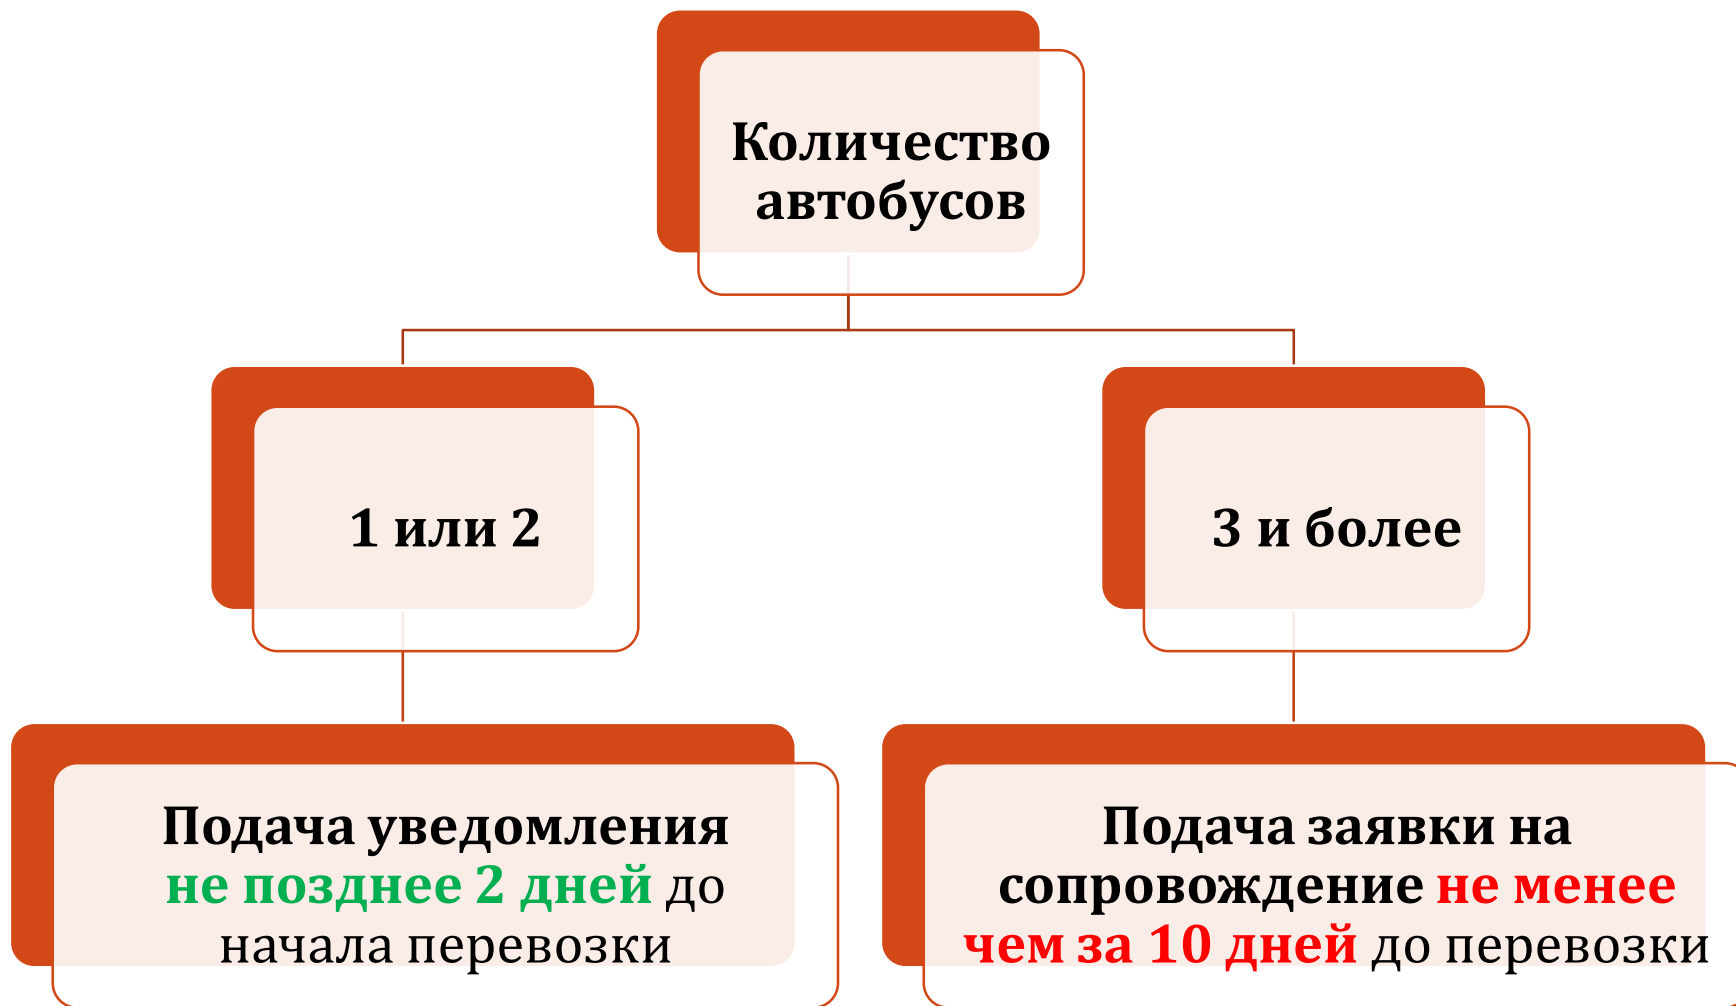 Количество
автобусов
1 или 2
3 и более
Подача уведомления
не позднее 2 дней до
начала перевозки
Подача заявки на
сопровождение не менее
чем за 10 дней до перевозки